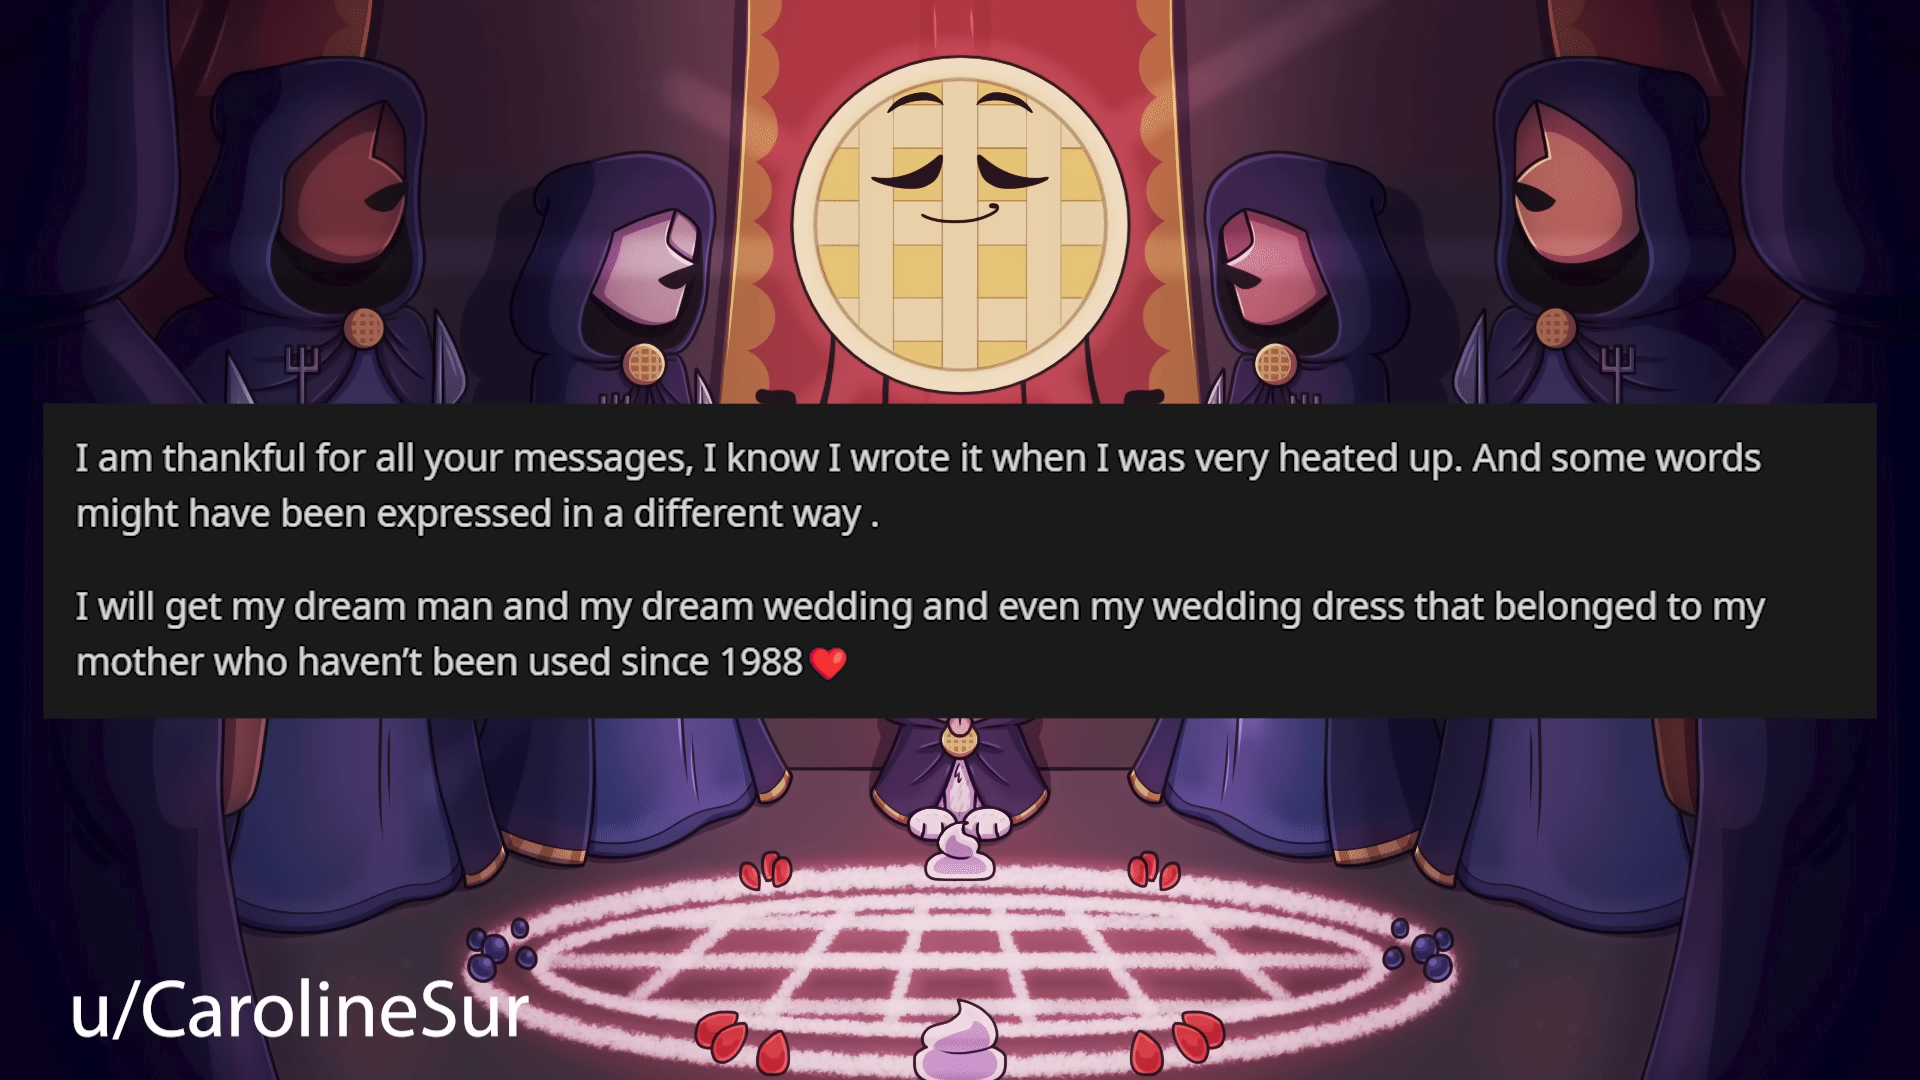 I am thankful for all your messages, I know I wrote it when I was very heated up. And some words
might have been expressed in a different way .
I will get my dream man and my dream wedding and even my wedding dress that belonged to my
mother who haven’t been used since 1988❤️
u/CarolineSur